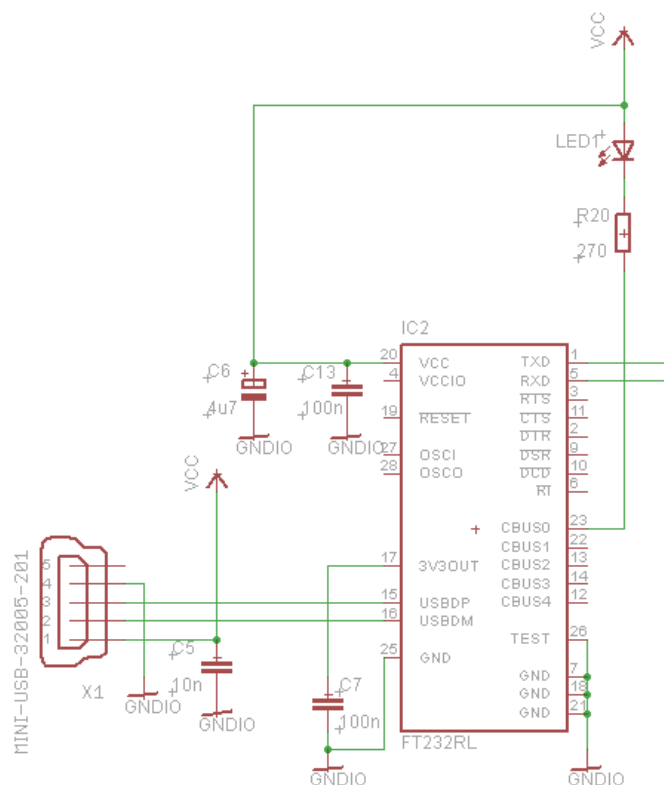 VCC
LED1
R20
270
IC2
20 VCC TXD 1
4 VCCIO RXD 5
RTS 3
19 RESET CTS 11
DTR 2
27 OSCI DSR 9
28 OSCO DCD 10
RI 6
CBUS0 23
CBUS1 22
17 3V3OUT CBUS2 13
CBUS3 14
15 USBDP CBUS4 12
16 USBDM
TEST 26
25 GND
GND 7
GND 18
GND 21
FT232RL
C6
4u7
GNDIO
C13
100n
GNDIO
VCC
MINI-USB-32005-201
5
4
3
2
1
X1
GNDIO
C5
10n
GNDIO
C7
100n
GNDIO
GNDIO